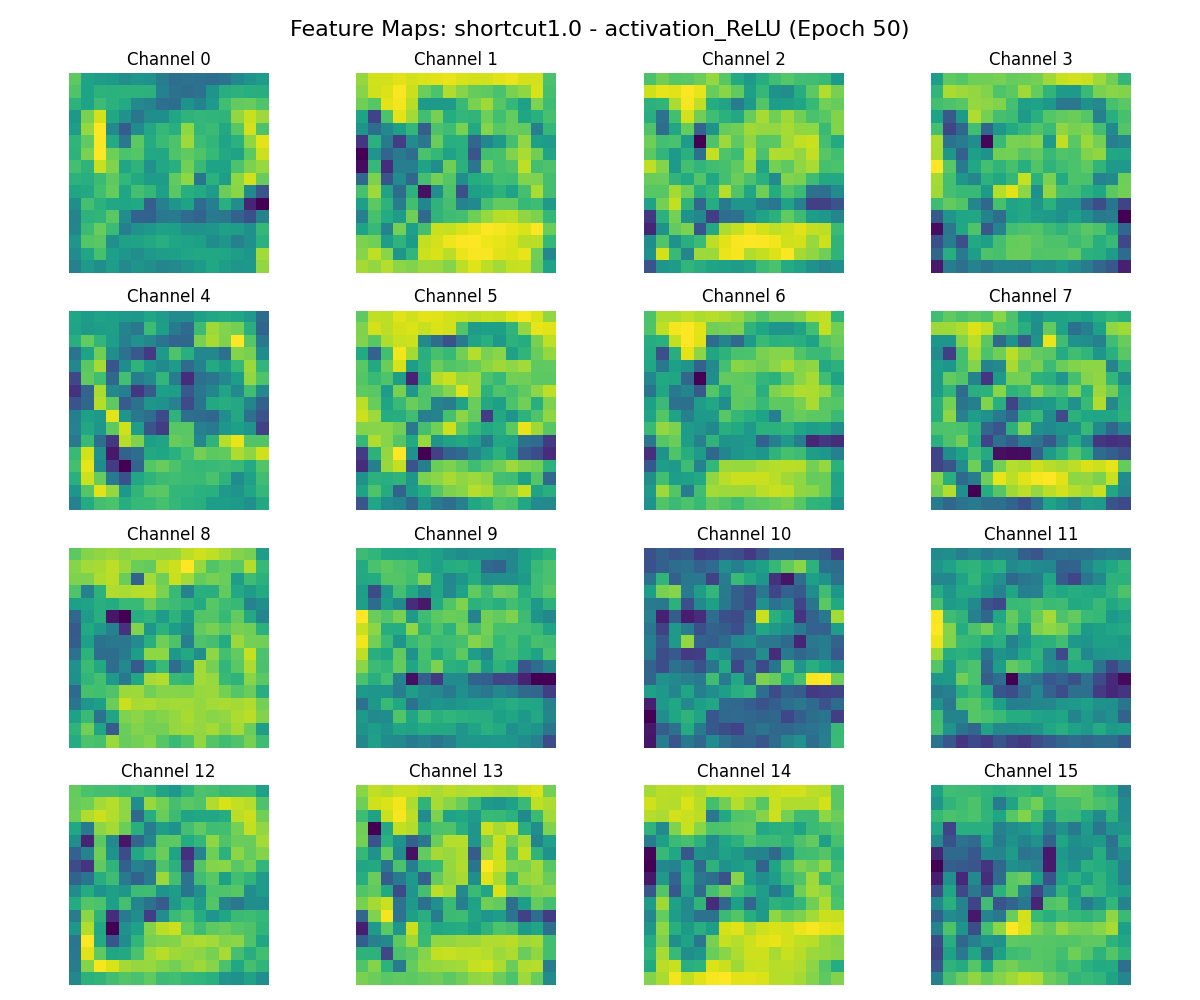 Feature Maps: shortcut1.0 - activation_ReLU (Epoch 50)
Channel 0
Channel 1
Channel 2
Channel 3
Channel 4
Channel 5
Channel 6
Channel 7
Channel 8
Channel 9
Channel 10
Channel 11
Channel 12
Channel 13
Channel 14
Channel 15